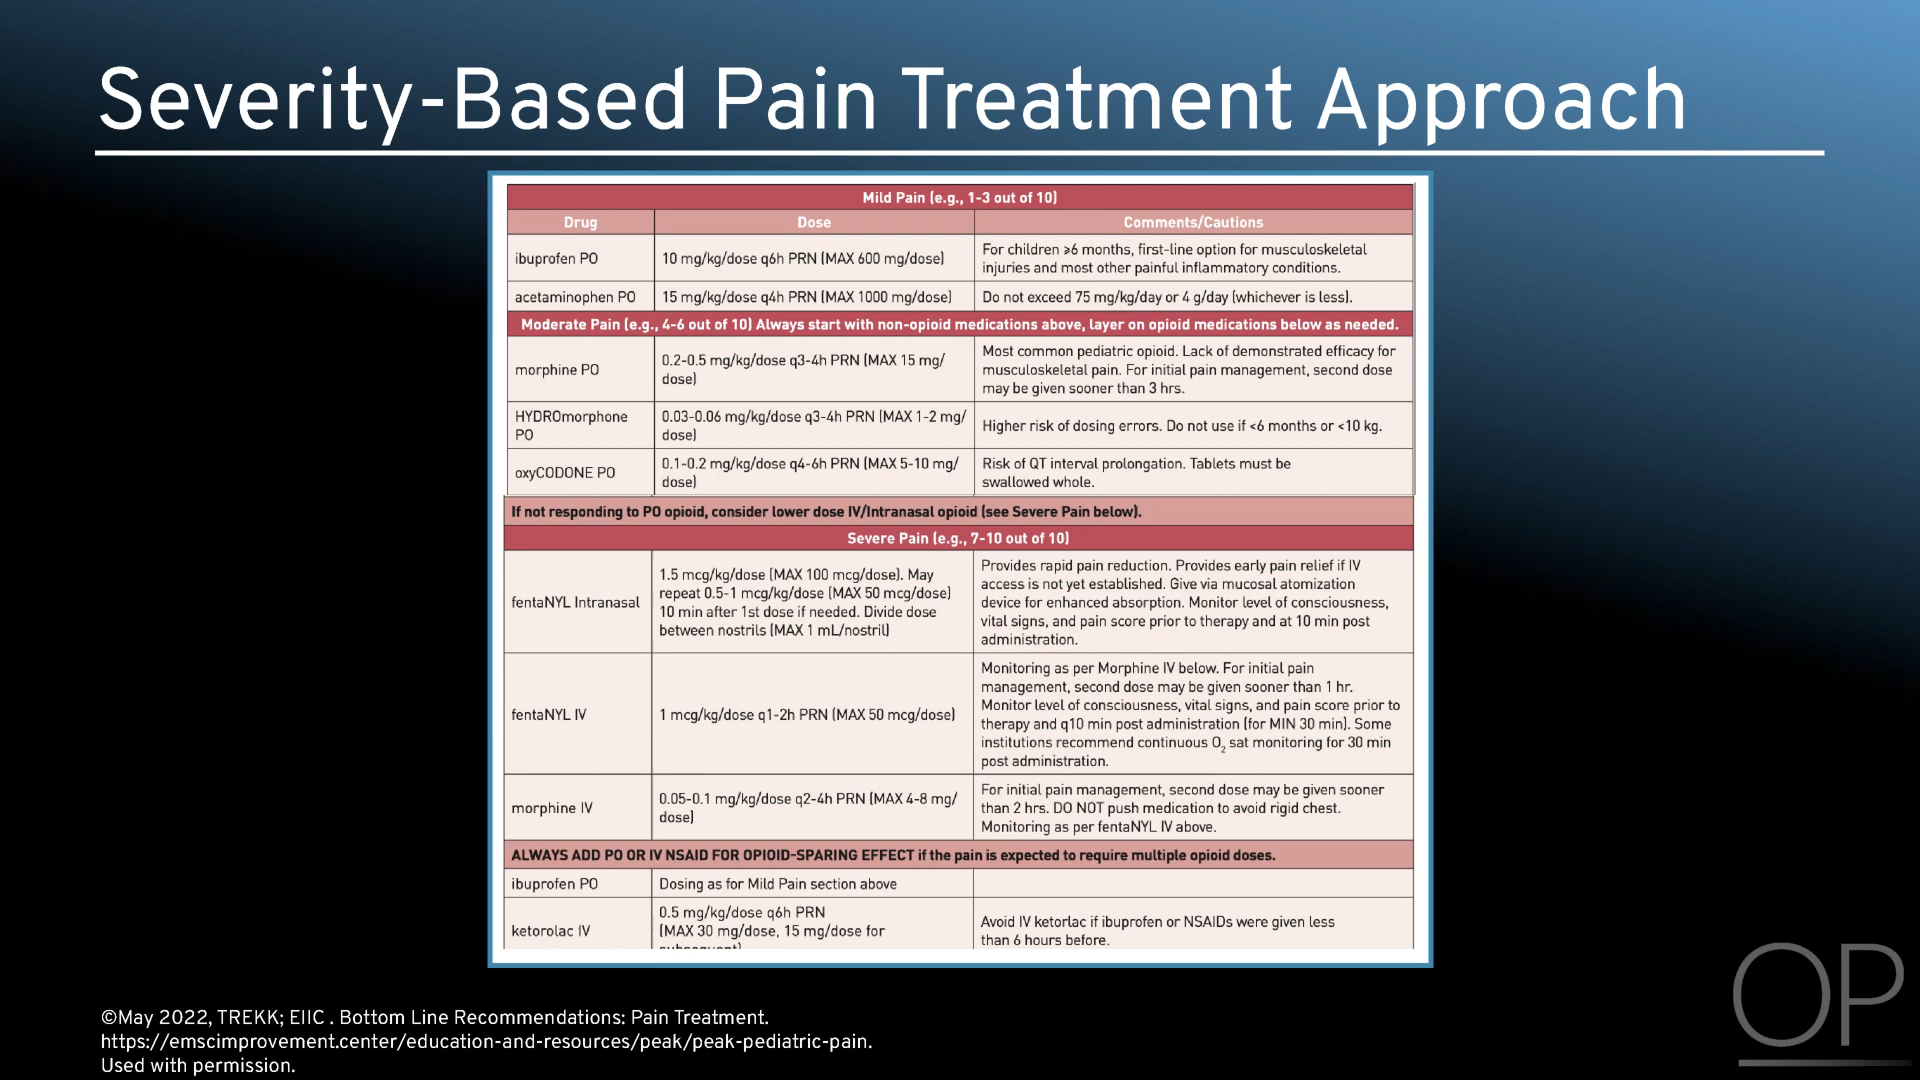 Severity-Based Pain Treatment Approach
Mild Pain (e.g., 1-3 out of 10)
Drug
Dose
Comments/Cautions
ibuprofen PO
10 mg/kg/dose q6h PRN (MAX 600 mg/dose)
For children ≥6 months, first-line option for musculoskeletal
injuries and most other painful inflammatory conditions.
acetaminophen PO
15 mg/kg/dose q4h PRN (MAX 1000 mg/dose)
Do not exceed 75 mg/kg/day or 4 g/day (whichever is less).
Moderate Pain (e.g., 4-6 out of 10) Always start with non-opioid medications above, layer on opioid medications below as needed.
morphine PO
0.2-0.5 mg/kg/dose q3-4h PRN (MAX 15 mg/
dose)
Most common pediatric opioid. Lack of demonstrated efficacy for
musculoskeletal pain. For initial pain management, second dose
may be given sooner than 3 hrs.
HYDROmorphone
PO
0.03-0.06 mg/kg/dose q3-4h PRN (MAX 1-2 mg/
dose)
Higher risk of dosing errors. Do not use if <6 months or <10 kg.
oxyCODONE PO
0.1-0.2 mg/kg/dose q4-6h PRN (MAX 5-10 mg/
dose)
Risk of QT interval prolongation. Tablets must be
swallowed whole.
If not responding to PO opioid, consider lower dose IV/Intranasal opioid (see Severe Pain below).
Severe Pain (e.g., 7-10 out of 10)
fentaNYL Intranasal
1.5 mcg/kg/dose (MAX 100 mcg/dose). May
repeat 0.5-1 mcg/kg/dose (MAX 50 mcg/dose)
10 min after 1st dose if needed. Divide dose
between nostrils (MAX 1 mL/nostril)
Provides rapid pain reduction. Provides early pain relief if IV
access is not yet established. Give via mucosal atomization
device for enhanced absorption. Monitor level of consciousness,
vital signs, and pain score prior to therapy and at 10 min post
administration.
fentaNYL IV
1 mcg/kg/dose q1-2h PRN (MAX 50 mcg/dose)
Monitoring as per Morphine IV below. For initial pain
management, second dose may be given sooner than 1 hr.
Monitor level of consciousness, vital signs, and pain score prior to
therapy and q10 min post administration (for MIN 30 min). Some
institutions recommend continuous O₂ sat monitoring for 30 min
post administration.
morphine IV
0.05-0.1 mg/kg/dose q2-4h PRN (MAX 4-8 mg/
dose)
For initial pain management, second dose may be given sooner
than 2 hrs. DO NOT push medication to avoid rigid chest.
Monitoring as per fentaNYL IV above.
ALWAYS ADD PO OR IV NSAID FOR OPIOID-SPARING EFFECT if the pain is expected to require multiple opioid doses.
ibuprofen PO
Dosing as for Mild Pain section above
ketorolac IV
0.5 mg/kg/dose q6h PRN
(MAX 30 mg/dose, 15 mg/dose for
subsequent)
Avoid IV ketorlac if ibuprofen or NSAIDs were given less
than 6 hours before.
©May 2022, TREKK; EIIC . Bottom Line Recommendations: Pain Treatment.
https://emscimprovement.center/education-and-resources/peak/peak-pediatric-pain.
Used with permission.
OP